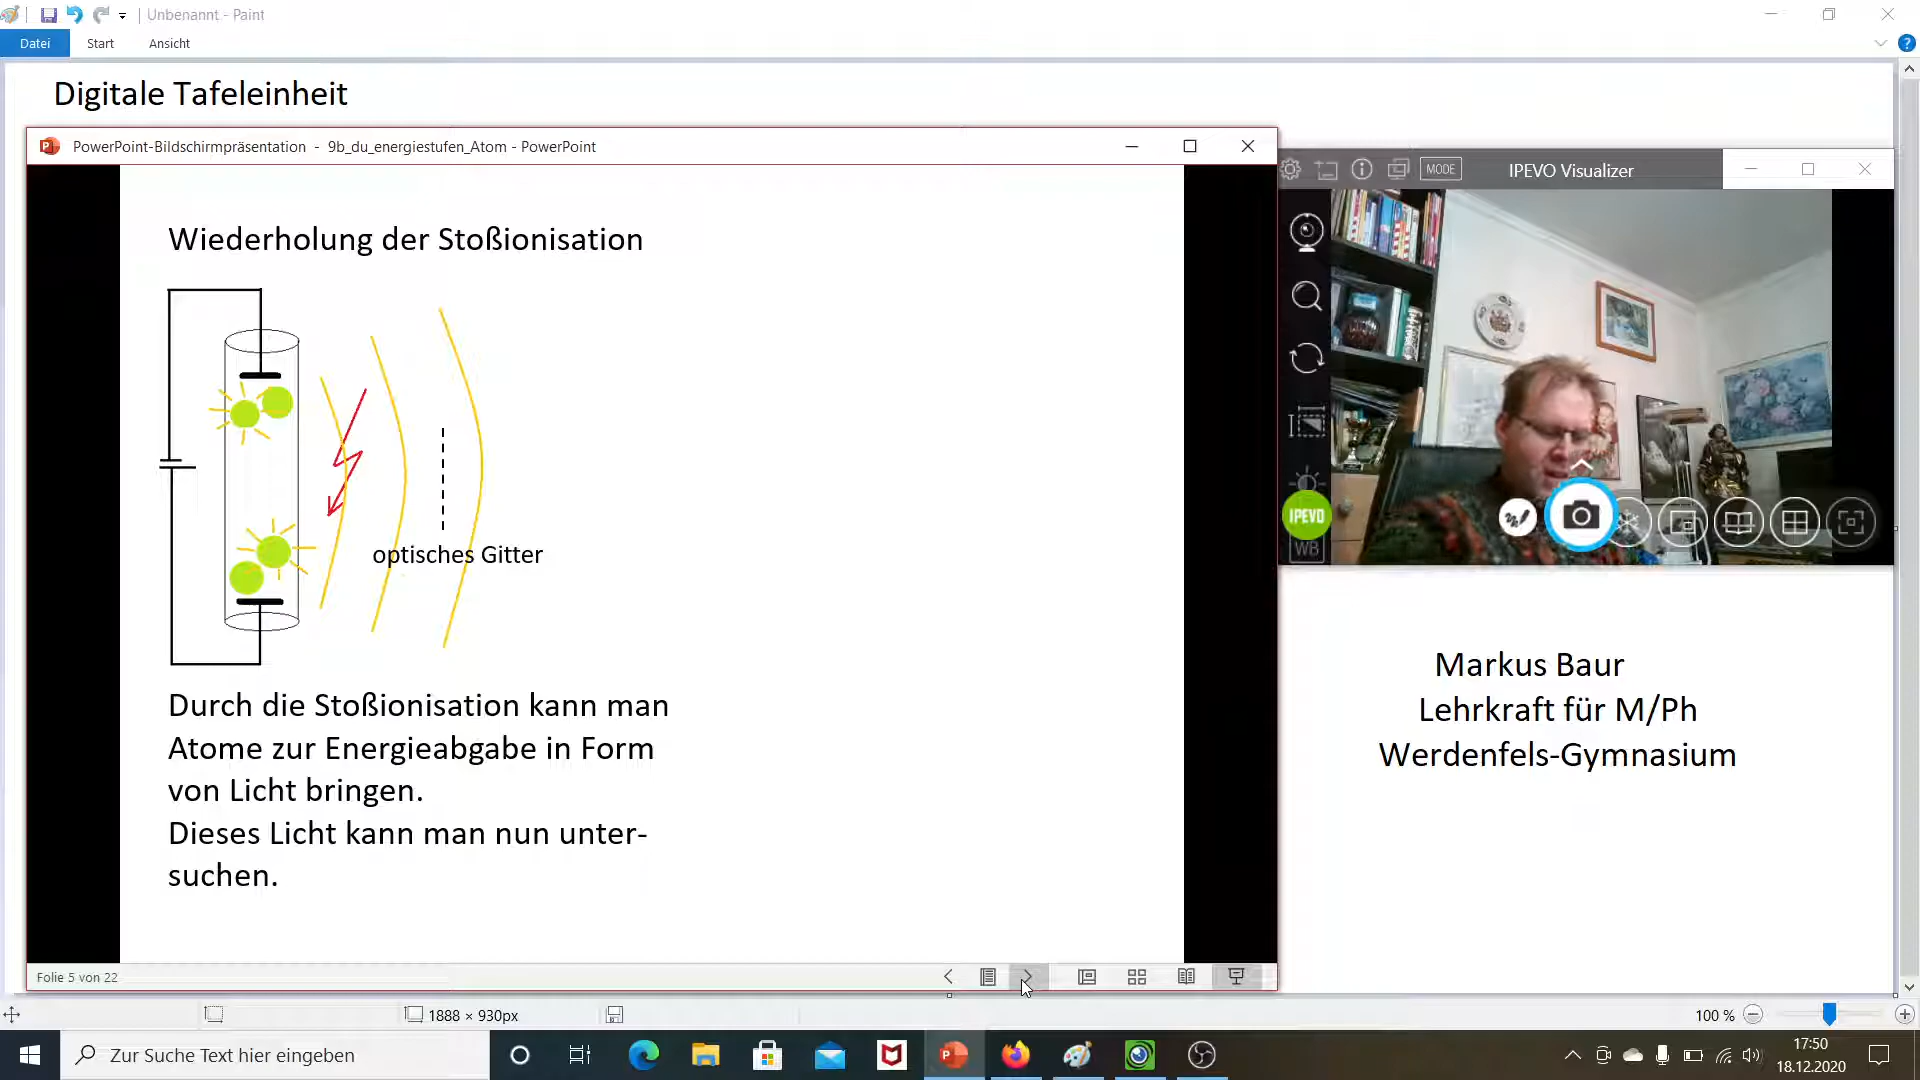 Unbenannt - Paint
Datei
Start
Ansicht
Digitale Tafeleinheit
PowerPoint-Bildschirmpräsentation - 9b_du_energiestufen_Atom - PowerPoint
MODE
IPEVO Visualizer
Wiederholung der Stoßionisation
optisches Gitter
IPEVO
WB
Durch die Stoßionisation kann man
Atome zur Energieabgabe in Form
von Licht bringen.
Dieses Licht kann man nun unter-
suchen.
Markus Baur
Lehrkraft für M/Ph
Werdenfels-Gymnasium
Folie 5 von 22
1888 × 930px
100 %
Zur Suche Text hier eingeben
17:50
18.12.2020